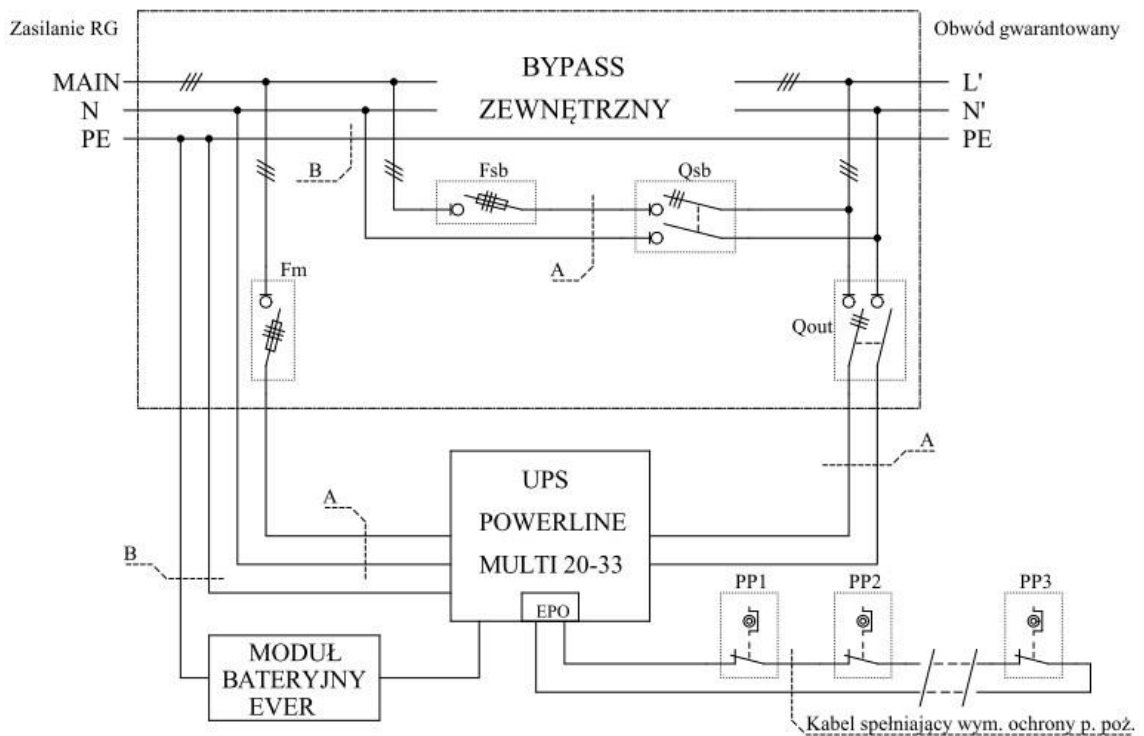 Zasilanie RG
Obwód gwarantowany
MAIN
BYPASS
L'
N
ZEWNĘTRZNY
N'
PE
PE
B
Fsb
Qsb
A
Fm
Qout
A
UPS
A
POWERLINE
B
MULTI 20-33
PP1
PP2
PP3
EPO
MODUŁ
BATERYJNY
EVER
Kabel spełniający wym. ochrony p. poż.